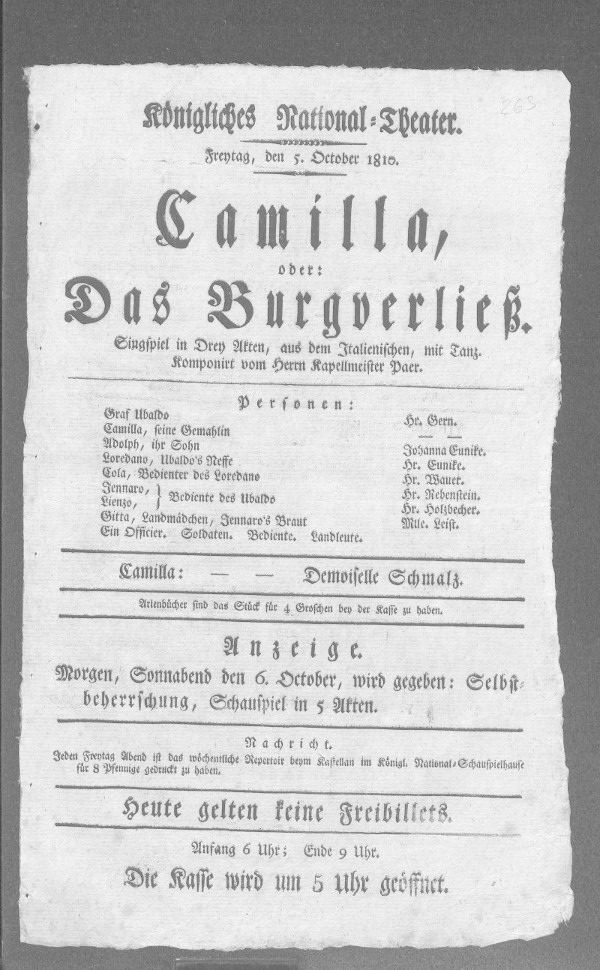 263
Königliches National-Theater.
Freytag, den 5. October 1810.
Camilla,
oder:
Das Burgverließ.
Singspiel in Drey Akten, aus dem Italienischen, mit Tanz.
Komponirt vom Herrn Kapellmeister Paer.
Personen:
Graf Ubaldo Hr. Gern.
Camilla, seine Gemahlin — —
Adolph, ihr Sohn Johanna Eunike.
Loredano, Ubaldo's Neffe Hr. Eunike.
Cola, Bedienter des Loredano Hr. Wauer.
Jennaro, } Bediente des Ubaldo Hr. Rebenstein.
Lienzo, Hr. Holzbecher.
Gitta, Landmädchen, Jennaro's Braut Mlle. Leist.
Ein Officier. Soldaten. Bediente. Landleute.
Camilla: — — Demoiselle Schmalz.
Arienbücher sind das Stück für 4 Groschen bey der Kasse zu haben.
Anzeige.
Morgen, Sonnabend den 6. October, wird gegeben: Selbst-
beherrschung, Schauspiel in 5 Akten.
Nachricht.
Jeden Freytag Abend ist das wöchentliche Repertoir beym Kastellan im Königl. National-Schauspielhause
für 8 Pfennige gedruckt zu haben.
Heute gelten keine Freibillets.
Anfang 6 Uhr; Ende 9 Uhr.
Die Kasse wird um 5 Uhr geöffnet.